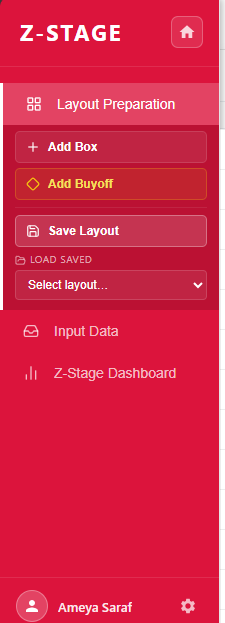 Z-STAGE
Layout Preparation
Add Box
Add Buyoff
Save Layout
LOAD SAVED
Select layout...
Input Data
Z-Stage Dashboard
Ameya Saraf